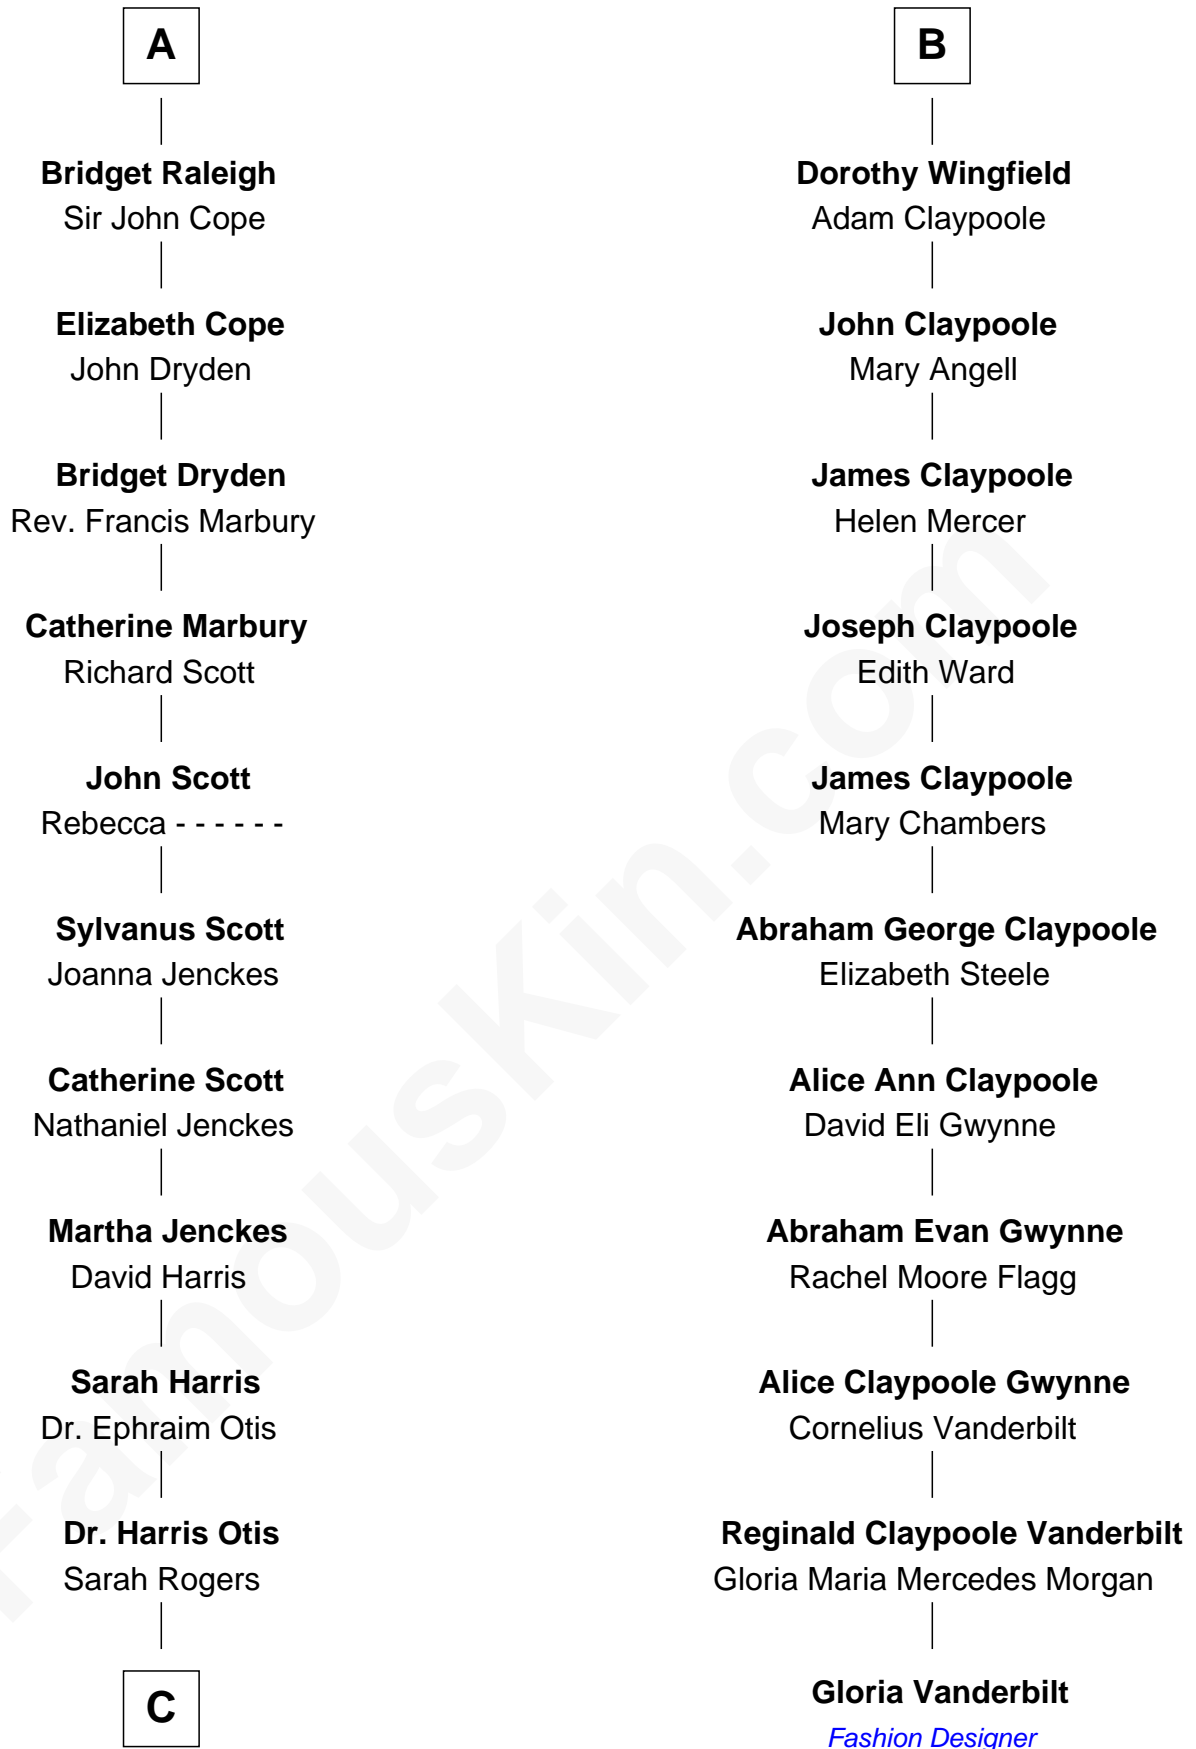 A
Bridget Raleigh
Sir John Cope
Elizabeth Cope
John Dryden
Bridget Dryden
Rev. Francis Marbury
Catherine Marbury
Richard Scott
John Scott
Rebecca - - - - - -
Sylvanus Scott
Joanna Jenckes
Catherine Scott
Nathaniel Jenckes
Martha Jenckes
David Harris
Sarah Harris
Dr. Ephraim Otis
Dr. Harris Otis
Sarah Rogers
C
B
Dorothy Wingfield
Adam Claypoole
John Claypoole
Mary Angell
James Claypoole
Helen Mercer
Joseph Claypoole
Edith Ward
James Claypoole
Mary Chambers
Abraham George Claypoole
Elizabeth Steele
Alice Ann Claypoole
David Eli Gwynne
Abraham Evan Gwynne
Rachel Moore Flagg
Alice Claypoole Gwynne
Cornelius Vanderbilt
Reginald Claypoole Vanderbilt
Gloria Maria Mercedes Morgan
Gloria Vanderbilt
Fashion Designer
FamousKin.com